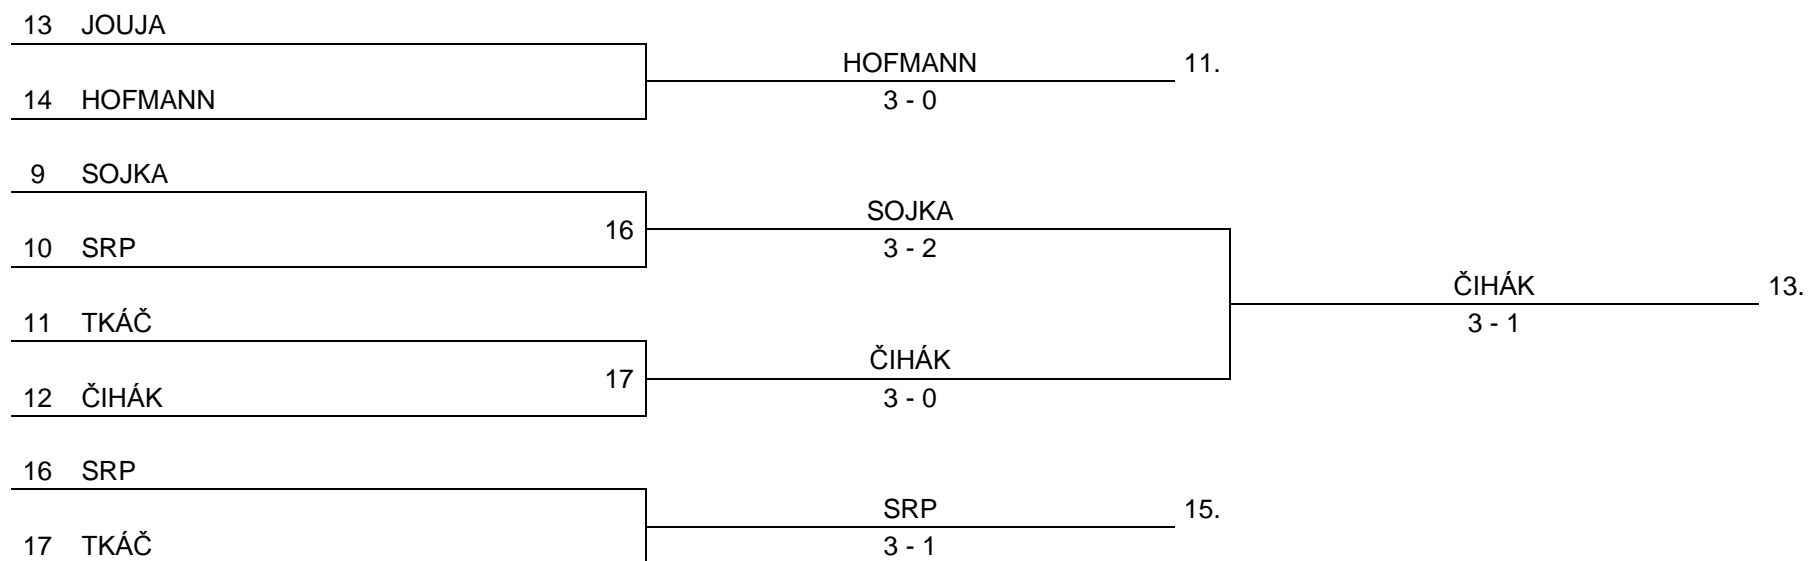 13 JOUJA
HOFMANN 11.
14 HOFMANN 3 - 0
9 SOJKA
SOJKA
16
10 SRP 3 - 2
ČIHÁK 13.
11 TKÁČ 3 - 1
ČIHÁK
17
12 ČIHÁK 3 - 0
16 SRP
SRP 15.
17 TKÁČ 3 - 1